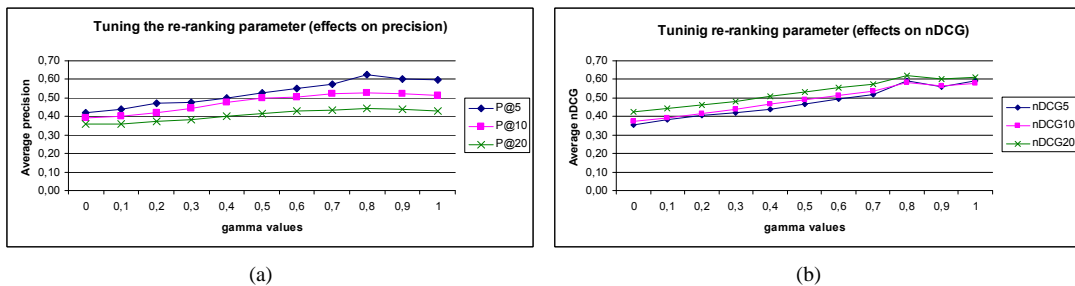 Tuning the re-ranking parameter (effects on precision)
Average precision
0,70
0,60
0,50
0,40
0,30
0,20
0,10
0,00
0 0,1 0,2 0,3 0,4 0,5 0,6 0,7 0,8 0,9 1
gamma values
P@5
P@10
P@20
(a)
Tuninig re-ranking parameter (effects on nDCG)
Average nDCG
0,70
0,60
0,50
0,40
0,30
0,20
0,10
0,00
0 0,1 0,2 0,3 0,4 0,5 0,6 0,7 0,8 0,9 1
gamma values
nDCG5
nDCG10
nDCG20
(b)